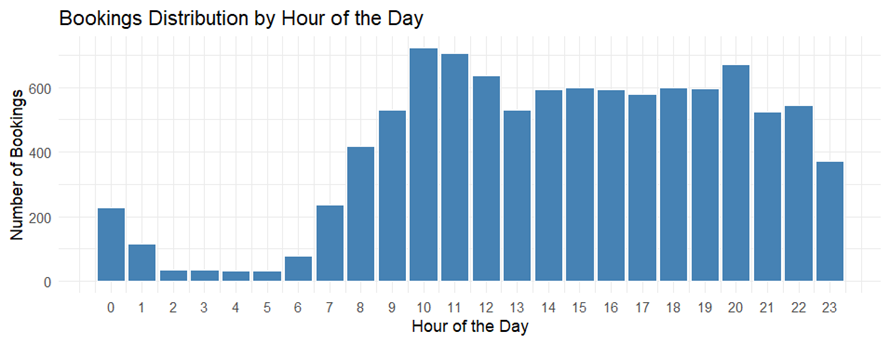 Bookings Distribution by Hour of the Day
Number of Bookings
600
400
200
0
0 1 2 3 4 5 6 7 8 9 10 11 12 13 14 15 16 17 18 19 20 21 22 23
Hour of the Day